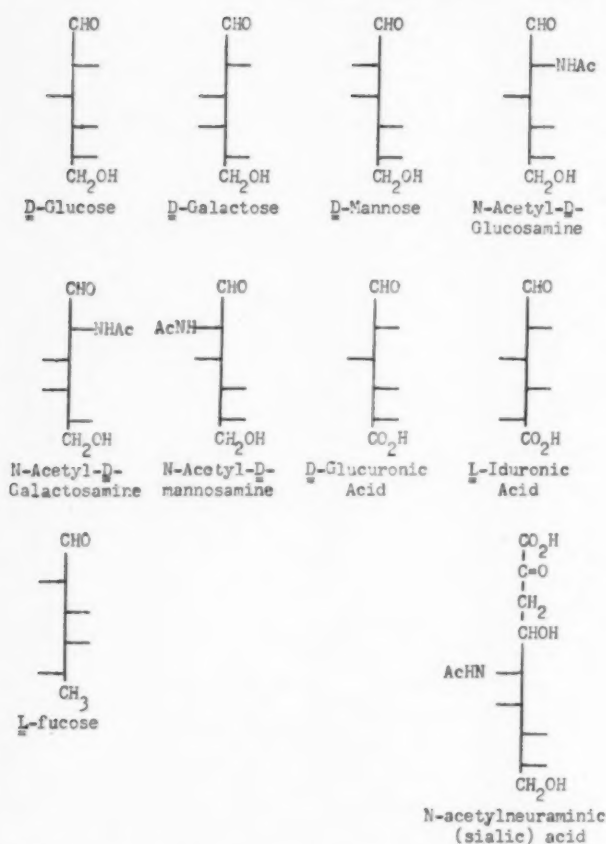 CHO
CHO
CHO
CHO
NHAc
CH2OH
CH2OH
CH2OH
CH2OH
D-Glucose
D-Galactose
D-Mannose
N-Acetyl-D-
Glucosamine
CHO
CHO
CHO
CHO
NHAc
AcNH
CH2OH
CH2OH
CO2H
CO2H
N-Acetyl-D-
Galactosamine
N-Acetyl-D-
mannosamine
D-Glucuronic
Acid
L-Iduronic
Acid
CHO
CH3
L-fucose
CO2H
C=O
CH2
CHOH
AcHN
CH2OH
N-acetylneuraminic
(sialic) acid